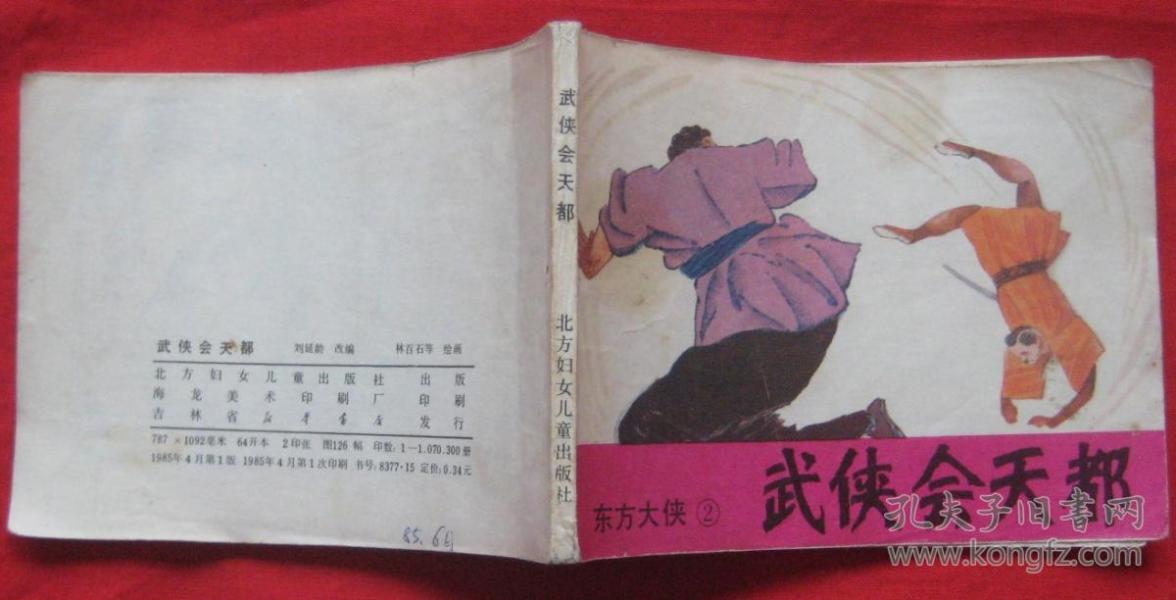 武侠会天都 刘延龄 改编 林百石等 绘画
北方妇女儿童出版社 出版
海龙美术印刷厂 印刷
吉林省新华书店 发行
787×1092毫米 64开本 2印张 图126幅 印数:1—1.070.300册
1985年4月第1版 1985年4月第1次印刷 书号:8377·15 定价:0.34元
武侠会天都
北方妇女儿童出版社
东方大侠②
武侠会天都
孔夫子旧书网
www.kongfz.com